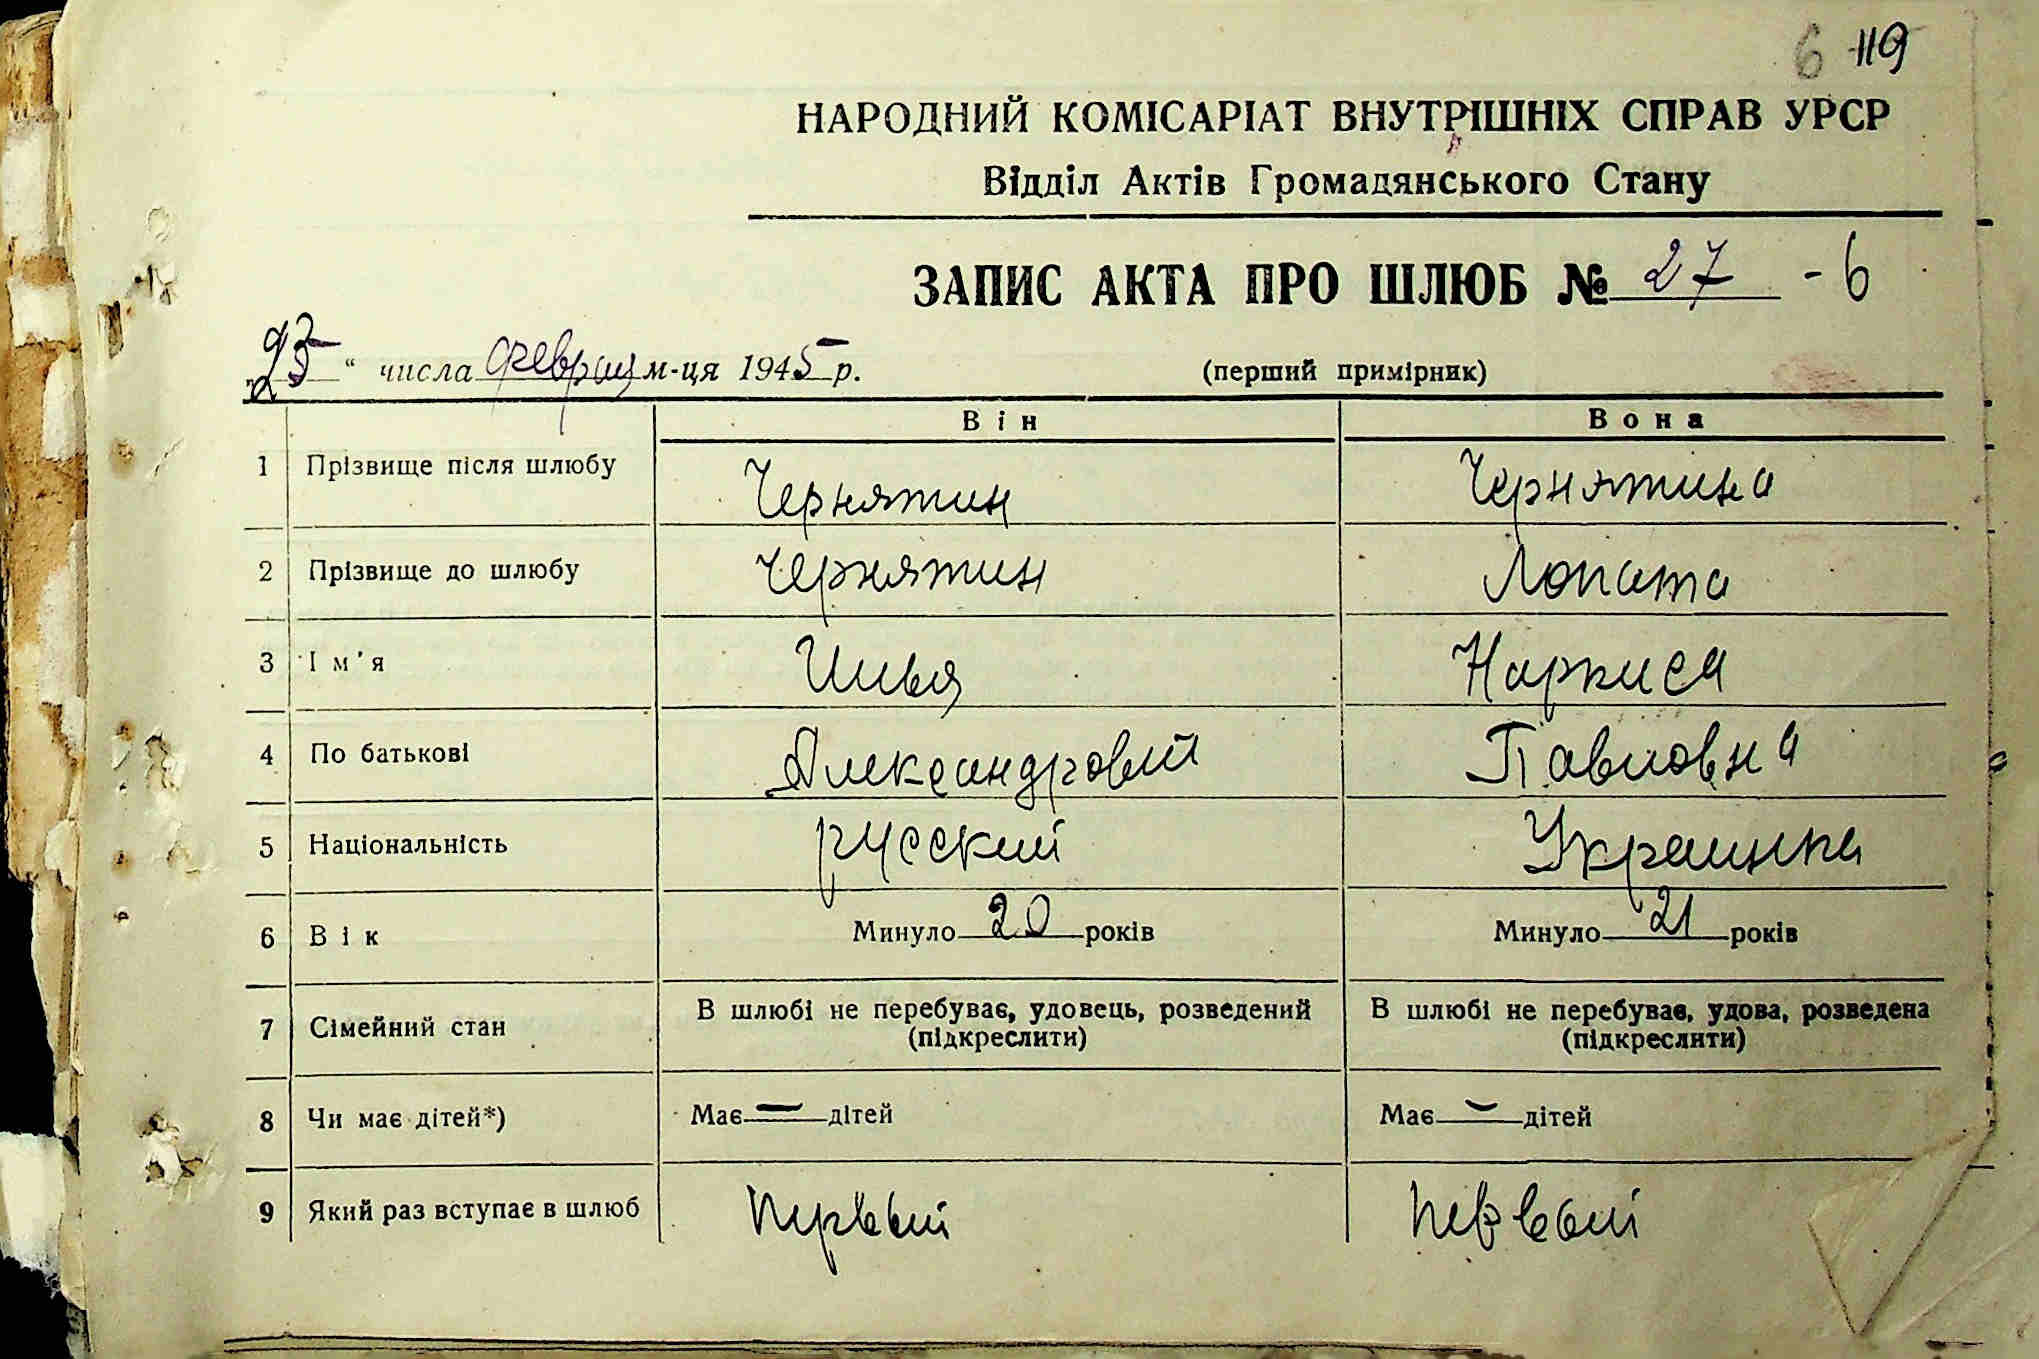 6 119
НАРОДНИЙ КОМІСАРІАТ ВНУТРІШНІХ СПРАВ УРСР
Відділ Актів Громадянського Стану
ЗАПИС АКТА ПРО ШЛЮБ № 27 - 6
„25“ числа февраля м-ця 1945 р. (перший примірник)
Він Вона
1 Прізвище після шлюбу Чернятин Чернятина
2 Прізвище до шлюбу Чернятин Лопата
3 Ім'я Илья Наркиса
4 По батькові Александровий Павловна
5 Національність русский Украинка
6 Вік Минуло 20 років Минуло 21 років
7 Сімейний стан В шлюбі не перебуває, удовець, розведений В шлюбі не перебуває, удова, розведена
(підкреслити) (підкреслити)
8 Чи має дітей*) Має — дітей Має — дітей
9 Який раз вступає в шлюб первый первый